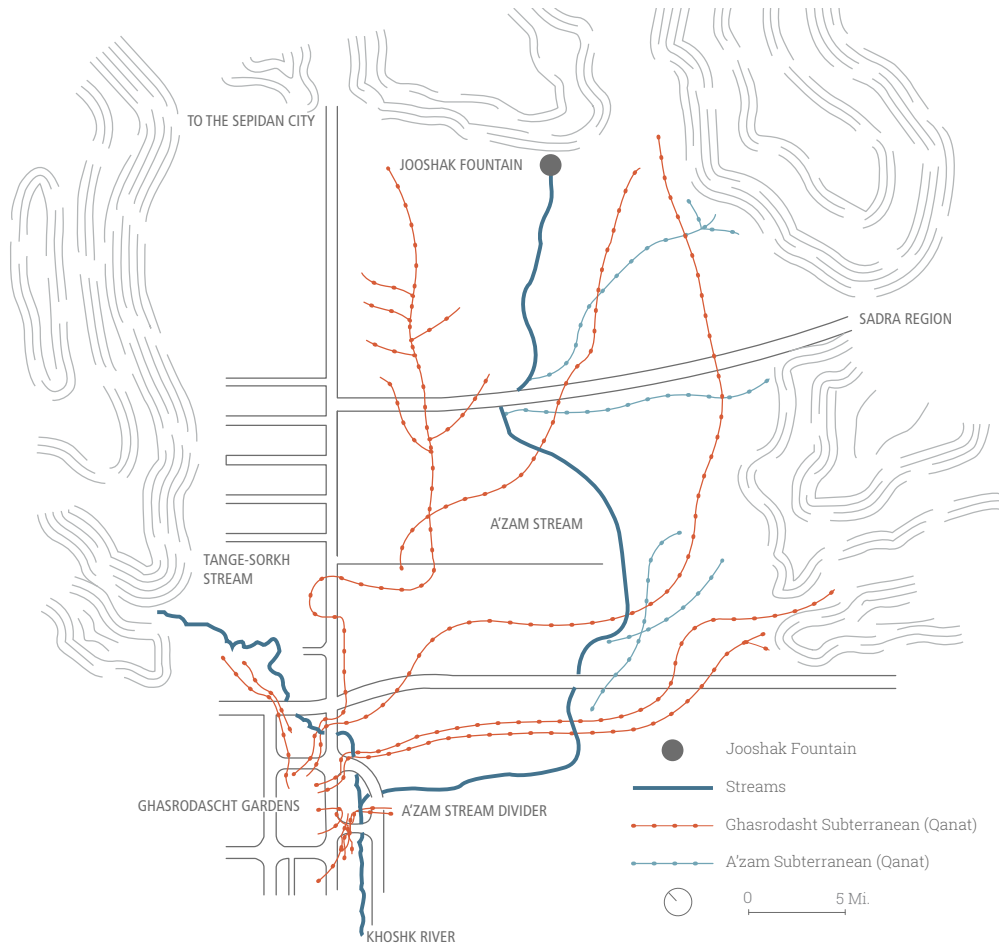 TO THE SEPIDAN CITY
JOOSHAK FOUNTAIN
SADRA REGION
A'ZAM STREAM
TANGE-SORKH
STREAM
GHASRODASCHT GARDENS
A'ZAM STREAM DIVIDER
KHOSHK RIVER
Jooshak Fountain
Streams
Ghasrodasht Subterranean (Qanat)
A'zam Subterranean (Qanat)
0 5 Mi.